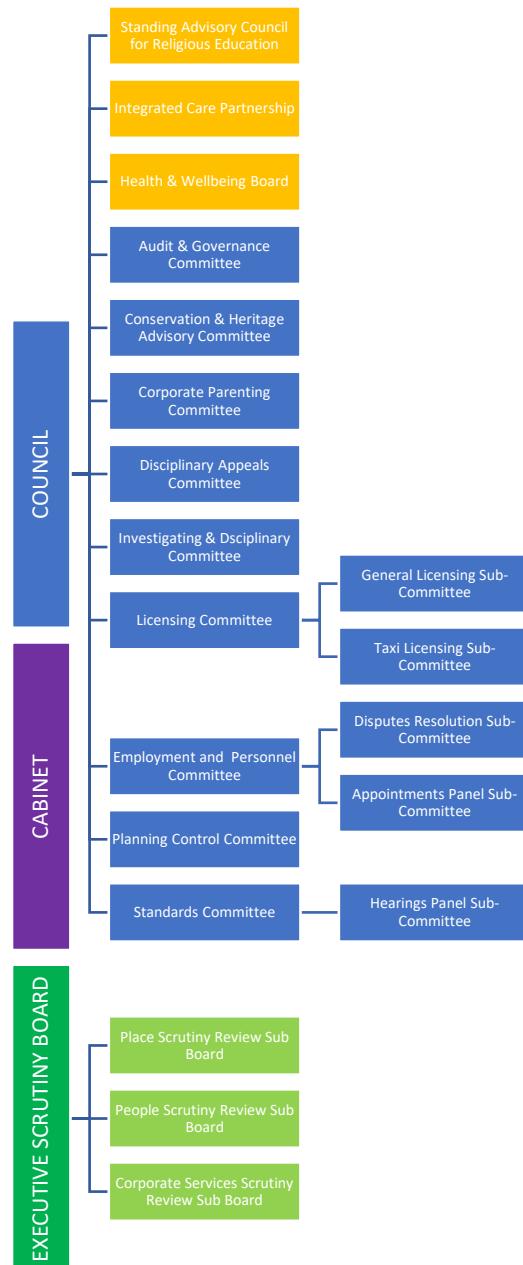 Standing Advisory Council
for Religious Education
Integrated Care Partnership
Health & Wellbeing Board
Audit & Governance
Committee
Conservation & Heritage
Advisory Committee
Corporate Parenting
Committee
Disciplinary Appeals
Committee
Investigating & Dsciplinary
Committee
Licensing Committee
General Licensing Sub-
Committee
Taxi Licensing Sub-
Committee
Employment and  Personnel
Committee
Disputes Resolution Sub-
Committee
Appointments Panel Sub-
Committee
Planning Control Committee
Standards Committee
Hearings Panel Sub-
Committee
COUNCIL
CABINET
EXECUTIVE SCRUTINY BOARD
Place Scrutiny Review Sub
Board
People Scrutiny Review Sub
Board
Corporate Services Scrutiny
Review Sub Board